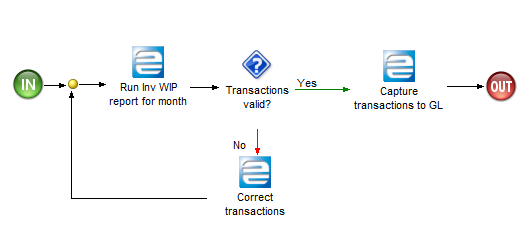 IN
Run Inv WIP
report for month
Transactions
valid?
Yes
Capture
transactions to GL
OUT
No
Correct
transactions